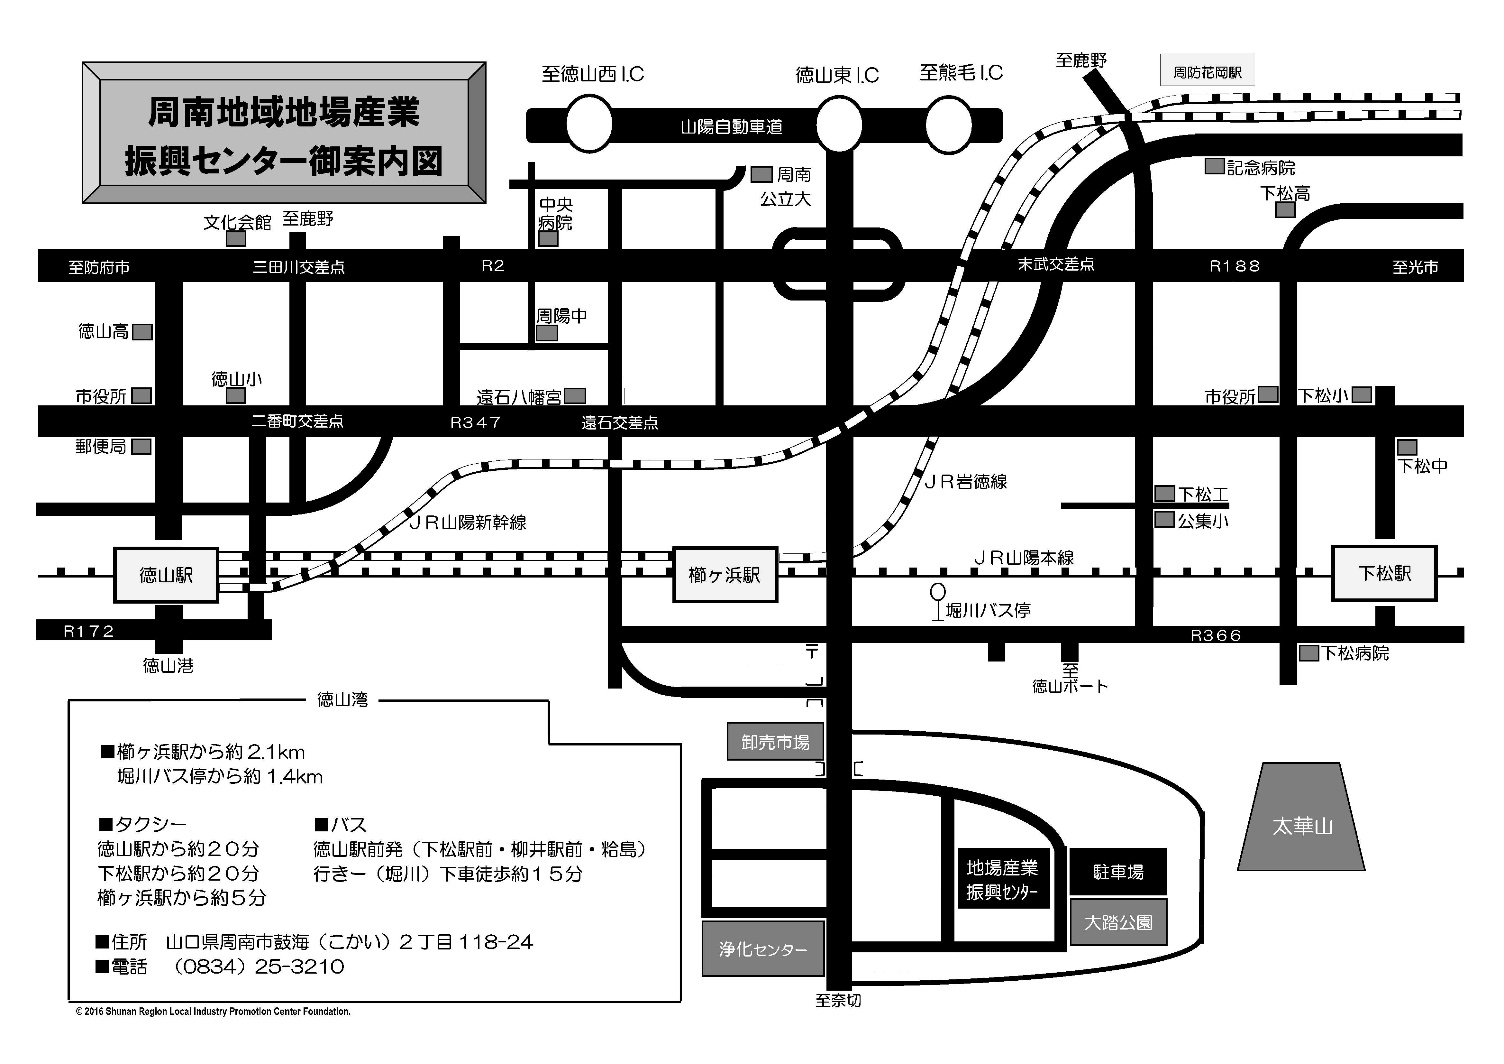 至鹿野
周防花岡駅
至徳山西I.C
徳山東I.C
至熊毛I.C
周南地域地場産業
振興センター御案内図
山陽自動車道
記念病院
周南
公立大
中央
病院
下松高
文化会館
至鹿野
至防府市
三田川交差点
R2
末武交差点
R188
至光市
徳山高
周陽中
徳山小
市役所
遠石八幡宮
市役所
下松小
二番町交差点
R347
遠石交差点
郵便局
下松中
JR岩徳線
下松工
公集小
JR山陽新幹線
JR山陽本線
徳山駅
櫛ヶ浜駅
下松駅
堀川バス停
R172
R366
徳山港
〒
下松病院
至
徳山ボート
徳山湾
卸売市場
■櫛ヶ浜駅から約2.1km
堀川バス停から約1.4km
■タクシー
徳山駅から約20分
下松駅から約20分
櫛ヶ浜駅から約5分
■バス
徳山駅前発（下松駅前・柳井駅前・粭島）
行きー（堀川）下車徒歩約15分
■住所　山口県周南市鼓海（こかい）2丁目118-24
■電話　（0834）25-3210
太華山
地場産業
振興センター
駐車場
大踏公園
浄化センター
至奈切
© 2016 Shunan Region Local Industry Promotion Center Foundation.